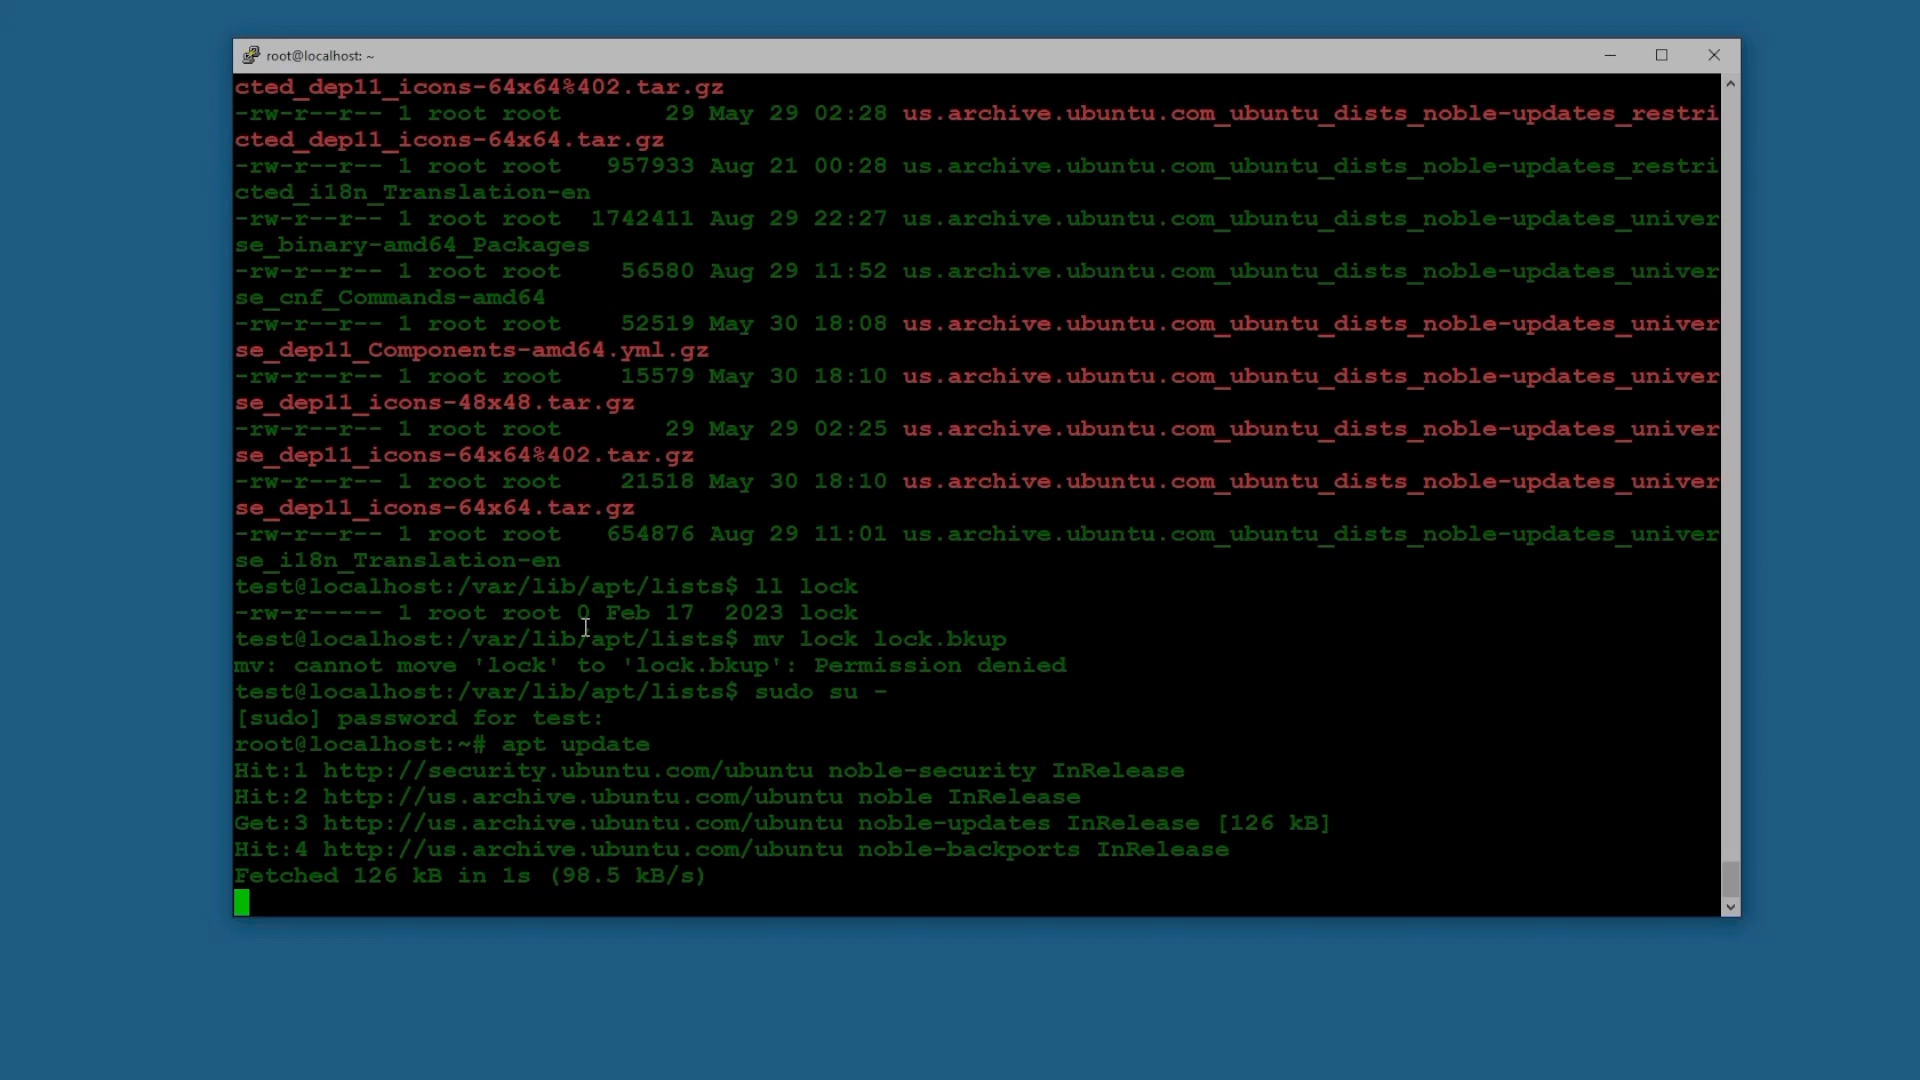 root@localhost: ~
cted_dep11_icons-64x64%402.tar.gz
-rw-r--r-- 1 root root       29 May 29 02:28 us.archive.ubuntu.com_ubuntu_dists_noble-updates_restri
cted_dep11_icons-64x64.tar.gz
-rw-r--r-- 1 root root   957933 Aug 21 00:28 us.archive.ubuntu.com_ubuntu_dists_noble-updates_restri
cted_i18n_Translation-en
-rw-r--r-- 1 root root  1742411 Aug 29 22:27 us.archive.ubuntu.com_ubuntu_dists_noble-updates_univer
se_binary-amd64_Packages
-rw-r--r-- 1 root root    56580 Aug 29 11:52 us.archive.ubuntu.com_ubuntu_dists_noble-updates_univer
se_cnf_Commands-amd64
-rw-r--r-- 1 root root    52519 May 30 18:08 us.archive.ubuntu.com_ubuntu_dists_noble-updates_univer
se_dep11_Components-amd64.yml.gz
-rw-r--r-- 1 root root    15579 May 30 18:10 us.archive.ubuntu.com_ubuntu_dists_noble-updates_univer
se_dep11_icons-48x48.tar.gz
-rw-r--r-- 1 root root       29 May 29 02:25 us.archive.ubuntu.com_ubuntu_dists_noble-updates_univer
se_dep11_icons-64x64%402.tar.gz
-rw-r--r-- 1 root root    21518 May 30 18:10 us.archive.ubuntu.com_ubuntu_dists_noble-updates_univer
se_dep11_icons-64x64.tar.gz
-rw-r--r-- 1 root root   654876 Aug 29 11:01 us.archive.ubuntu.com_ubuntu_dists_noble-updates_univer
se_i18n_Translation-en
test@localhost:/var/lib/apt/lists$ ll lock
-rw-r----- 1 root root 0 Feb 17  2023 lock
test@localhost:/var/lib/apt/lists$ mv lock lock.bkup
mv: cannot move 'lock' to 'lock.bkup': Permission denied
test@localhost:/var/lib/apt/lists$ sudo su -
[sudo] password for test:
root@localhost:~# apt update
Hit:1 http://security.ubuntu.com/ubuntu noble-security InRelease
Hit:2 http://us.archive.ubuntu.com/ubuntu noble InRelease
Get:3 http://us.archive.ubuntu.com/ubuntu noble-updates InRelease [126 kB]
Hit:4 http://us.archive.ubuntu.com/ubuntu noble-backports InRelease
Fetched 126 kB in 1s (98.5 kB/s)